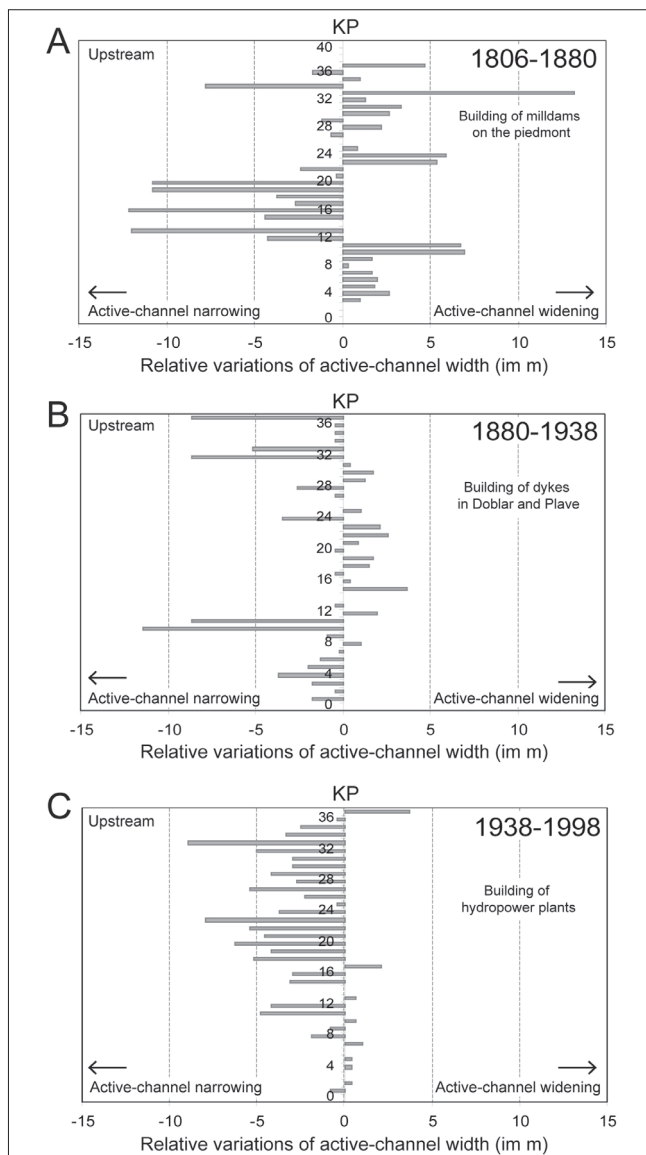 A
KP
Upstream
1806-1880
40
36
32
28
24
20
16
12
8
4
0
Building of milldams
on the piedmont
Active-channel narrowing
Active-channel widening
-15 -10 -5 0 5 10 15
Relative variations of active-channel width (im m)
B
KP
Upstream
1880-1938
36
32
28
24
20
16
12
8
4
0
Building of dykes
in Doblar and Plave
Active-channel narrowing
Active-channel widening
-15 -10 -5 0 5 10 15
Relative variations of active-channel width (im m)
C
KP
Upstream
1938-1998
36
32
28
24
20
16
12
8
4
0
Building of
hydropower plants
Active-channel narrowing
Active-channel widening
-15 -10 -5 0 5 10 15
Relative variations of active-channel width (im m)